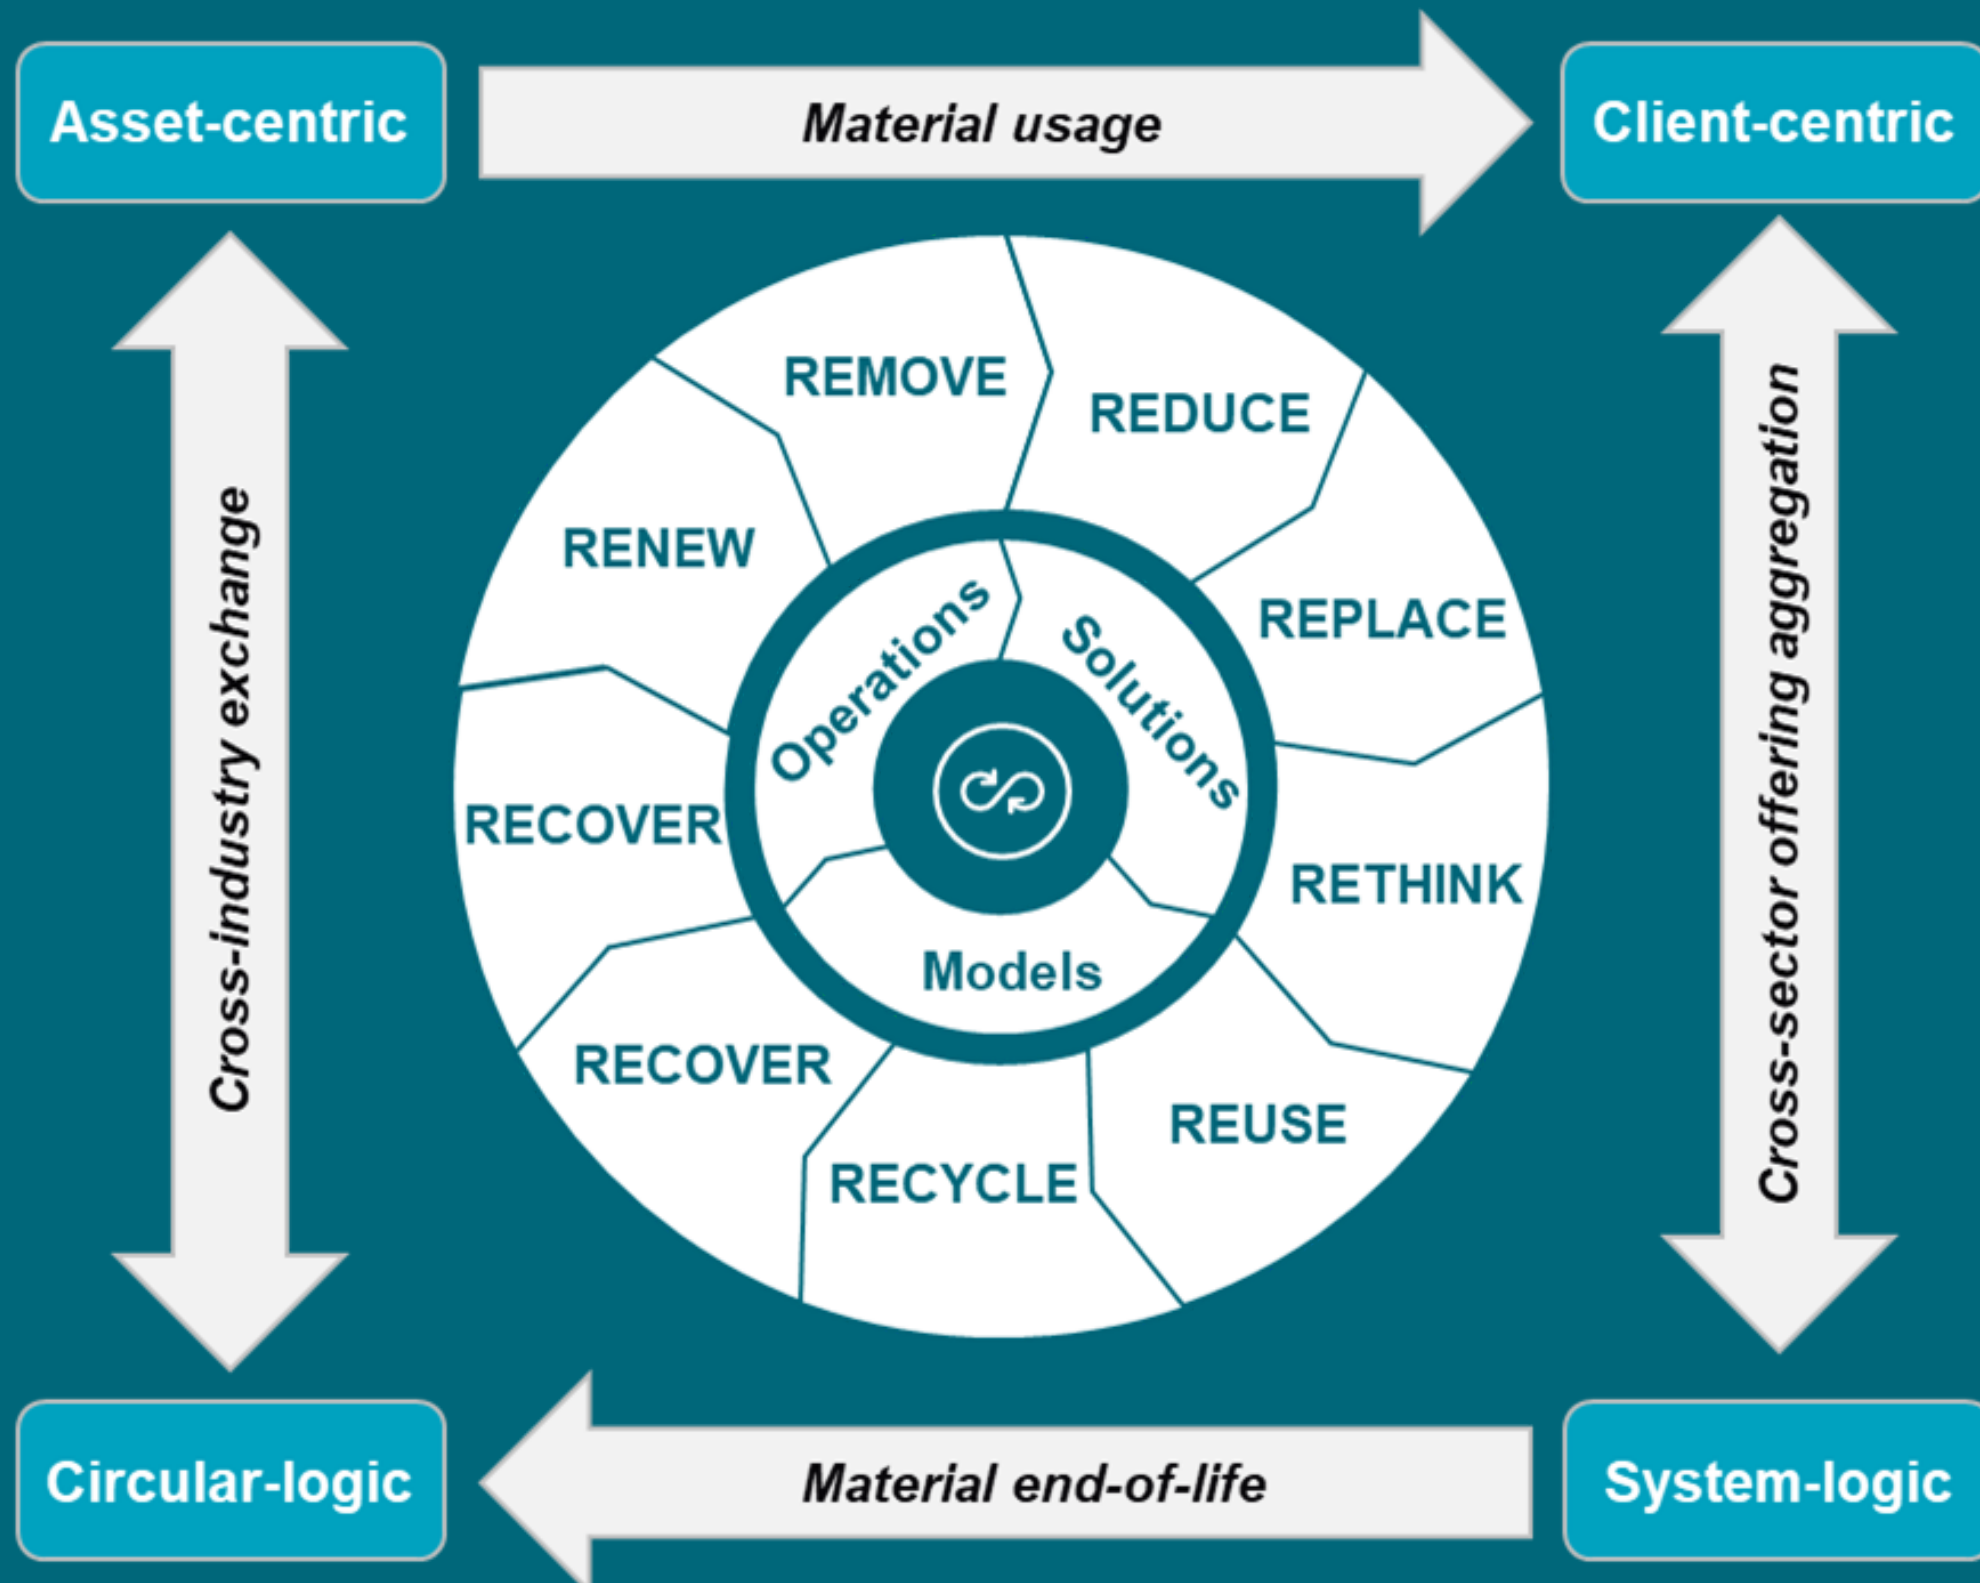 Asset-centric
Material usage
Client-centric
REMOVE
REDUCE
RENEW
REPLACE
Operations
Solutions
RECOVER
RETHINK
Models
RECOVER
REUSE
RECYCLE
Cross-industry exchange
Cross-sector offering aggregation
Circular-logic
Material end-of-life
System-logic